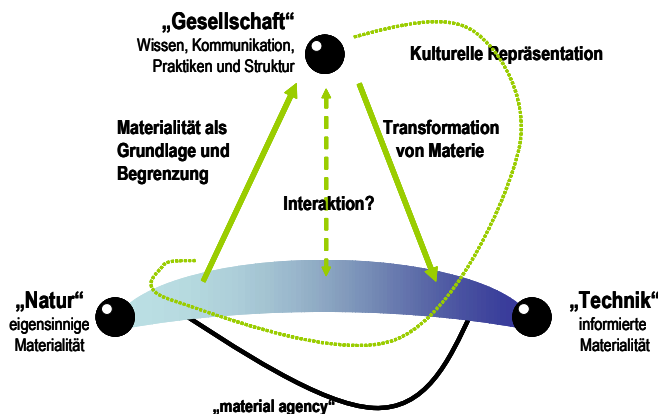 „Gesellschaft“
Wissen, Kommunikation,
Praktiken und Struktur
Kulturelle Repräsentation
Materialität als
Grundlage und
Begrenzung
Transformation
von Materie
Interaktion?
„Natur“
eigensinnige
Materialität
„Technik“
informierte
Materialität
„material agency“